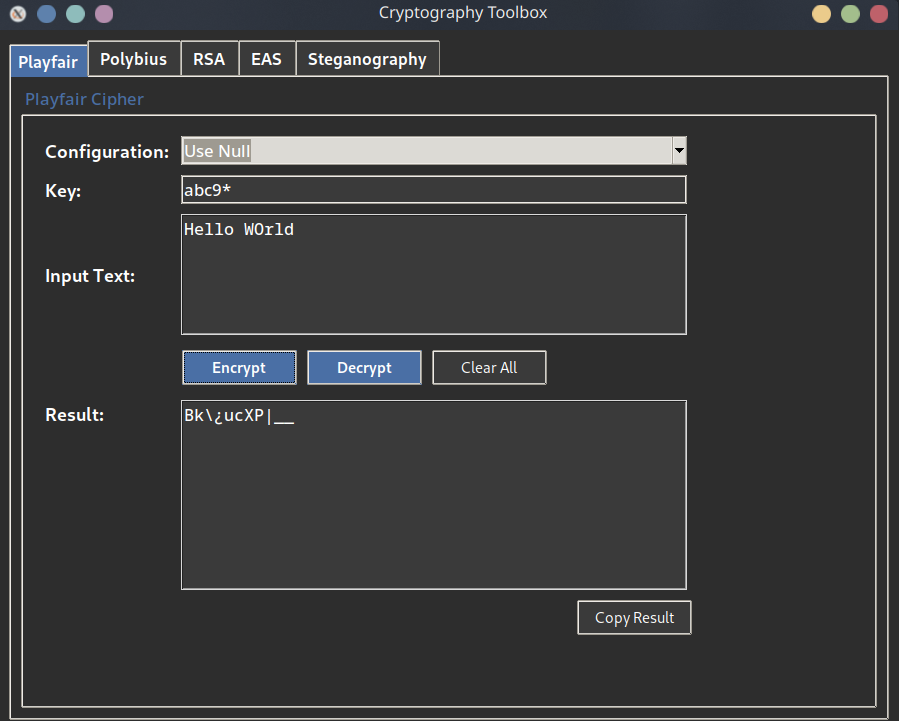 Cryptography Toolbox
Playfair Polybius RSA EAS Steganography
Playfair Cipher
Configuration: Use Null
Key: abc9*
Hello WOrld
Input Text:
Encrypt Decrypt Clear All
Result: Bk\¿ucXP|__
Copy Result